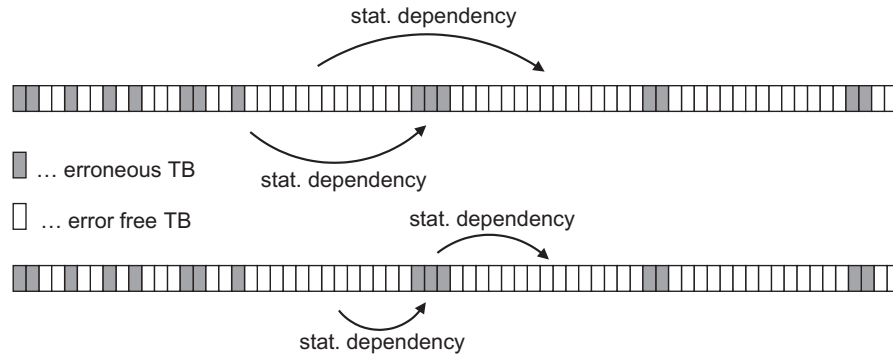 stat. dependency
stat. dependency
… erroneous TB
… error free TB
stat. dependency
stat. dependency